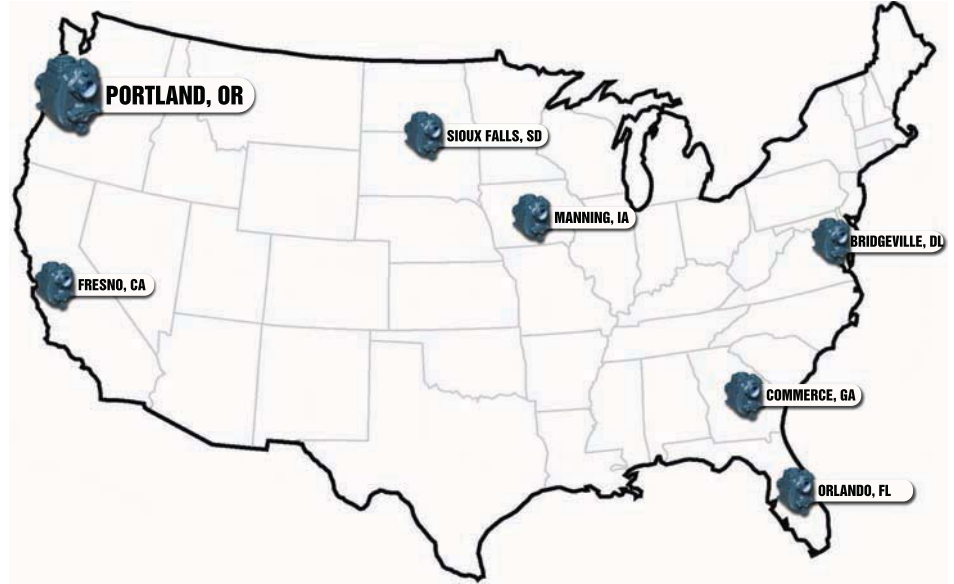 PORTLAND, OR
SIOUX FALLS, SD
MANNING, IA
BRIDGEVILLE, DL
FRESNO, CA
COMMERCE, GA
ORLANDO, FL